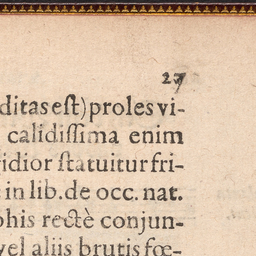 27
ditas est) proles vi-
calidissima enim
idior statuitur fri-
in lib. de occ. nat.
phis rectè conjun-
vel aliis brutis fœ-